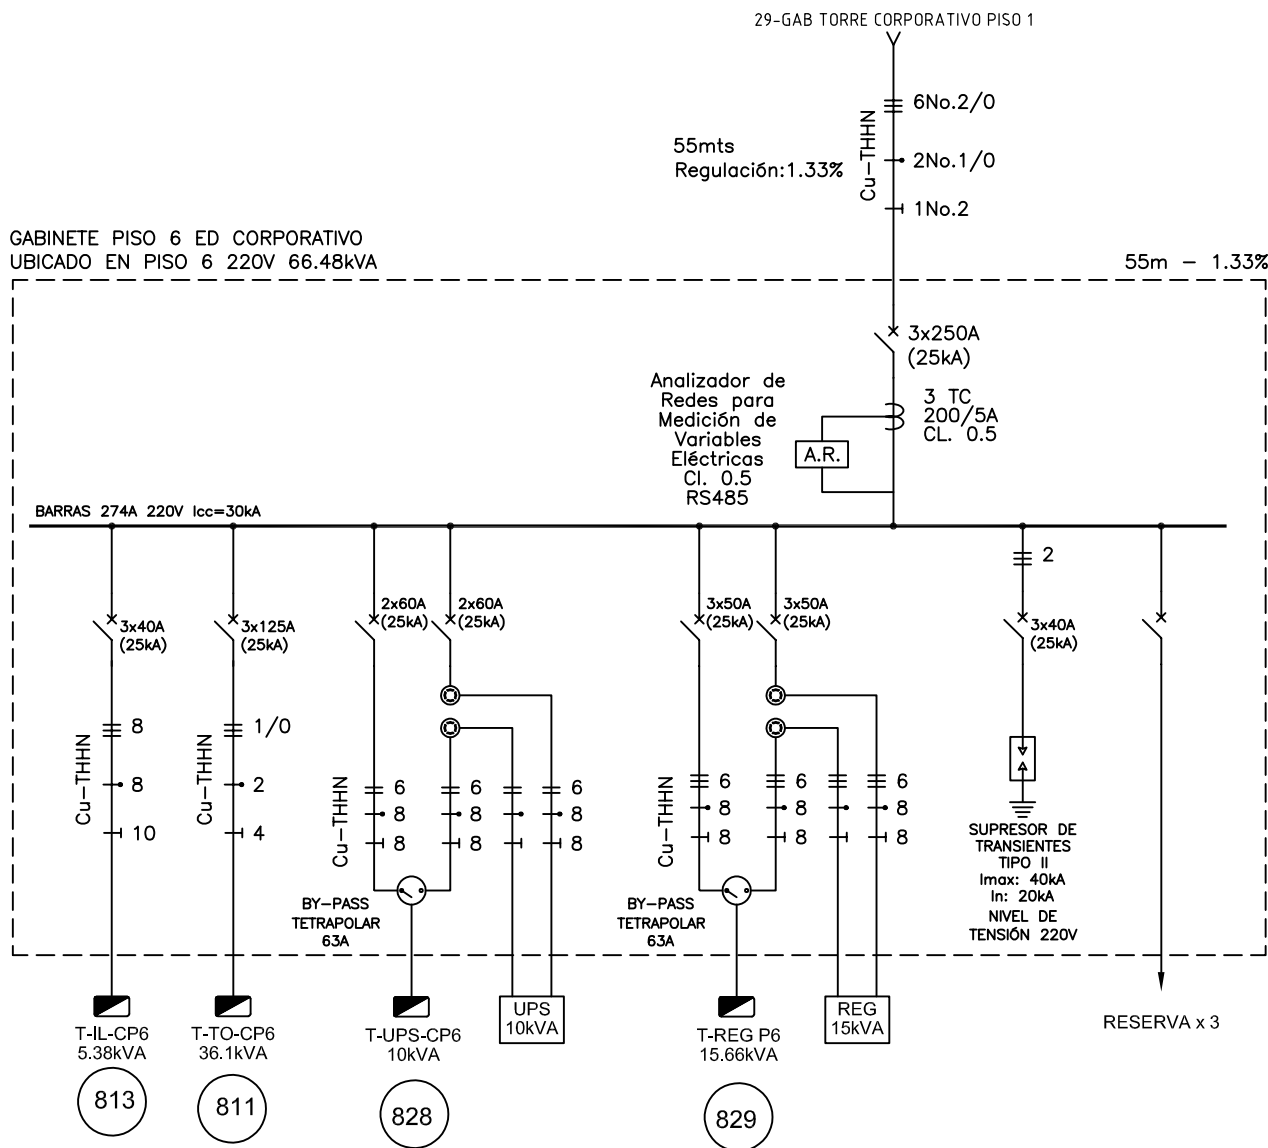 29-GAB TORRE CORPORATIVO PISO 1
6No.2/0
Cu-THHN
2No.1/0
1No.2
55mts
Regulación:1.33%
GABINETE PISO 6 ED CORPORATIVO
UBICADO EN PISO 6 220V 66.48kVA
55m - 1.33%
3x250A
(25kA)
3 TC
200/5A
CL. 0.5
Analizador de
Redes para
Medición de
Variables
Eléctricas
Cl. 0.5
RS485
A.R.
BARRAS 274A 220V Icc=30kA
3x40A
(25kA)
3x125A
(25kA)
2x60A
(25kA)
2x60A
(25kA)
3x50A
(25kA)
3x50A
(25kA)
2
3x40A
(25kA)
Cu-THHN
8
8
10
Cu-THHN
1/0
2
4
Cu-THHN
6
8
8
6
8
8
6
8
8
Cu-THHN
6
8
8
6
8
8
6
8
8
BY-PASS
TETRAPOLAR
63A
BY-PASS
TETRAPOLAR
63A
SUPRESOR DE
TRANSIENTES
TIPO II
Imax: 40kA
In: 20kA
NIVEL DE
TENSIÓN 220V
T-IL-CP6
5.38kVA
813
T-TO-CP6
36.1kVA
811
T-UPS-CP6
10kVA
828
UPS
10kVA
T-REG P6
15.66kVA
829
REG
15kVA
RESERVA x 3